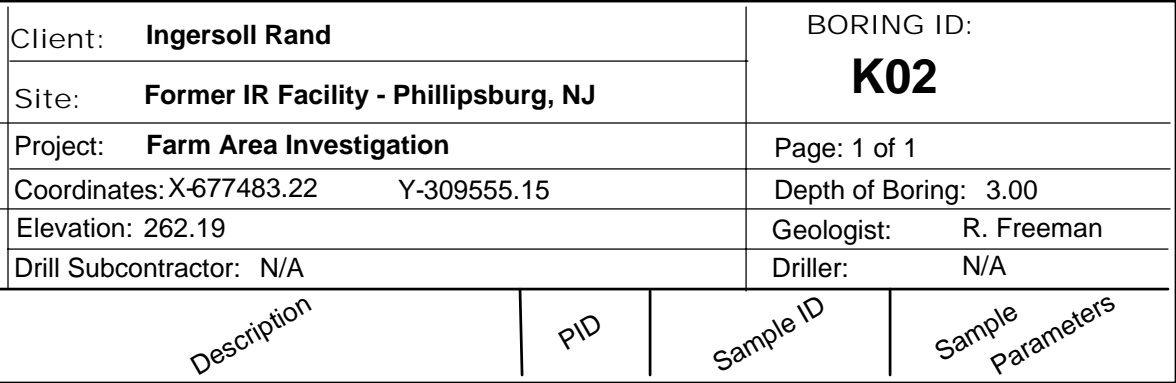 Client: Ingersoll Rand
BORING ID:
K02
Site: Former IR Facility - Phillipsburg, NJ
Project: Farm Area Investigation
Page: 1 of 1
Coordinates: X-677483.22 Y-309555.15
Depth of Boring: 3.00
Elevation: 262.19
Geologist: R. Freeman
Drill Subcontractor: N/A
Driller: N/A
Description
PID
Sample ID
Sample
Parameters